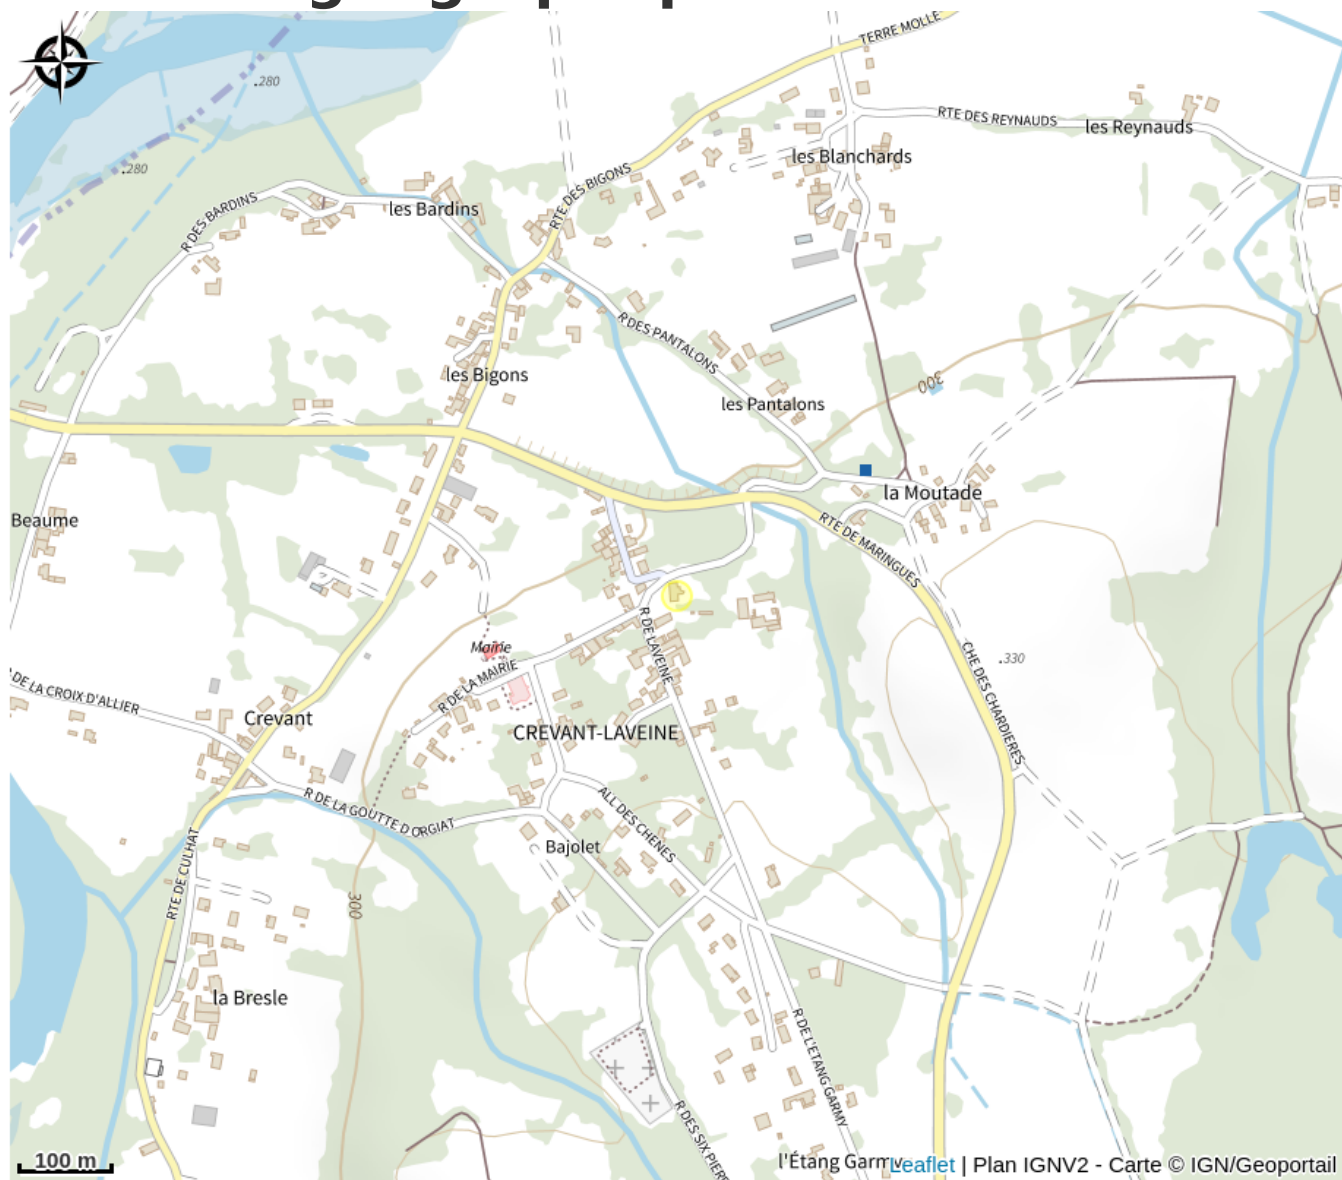 TERRE MOLLE
.280
RTE DES REYNAUDS
les Reynauds
les Blanchards
.280
RTE DES BIGONS
R DES BARDINS
les Bardins
R DES PANTALONS
les Bigons
300
les Pantalons
la Moutade
Beaume
RTE DE MARINGUES
R DE LAVEINE
Mairie
CHE DES CHARDIERES
.330
R DE LA MAIRIE
DE LA CROIX D'ALLIER
Crevant
CREVANT-LAVEINE
R DE LA GOUTTE D ORGIAT
ALL DES CHENES
Bajolet
RTE DE CULHAT
300
la Bresle
R DE L'ETANG GARMY
R DES SIX PIERR
100 m
l'Étang Garmy
Leaflet | Plan IGNV2 - Carte © IGN/Geoportail